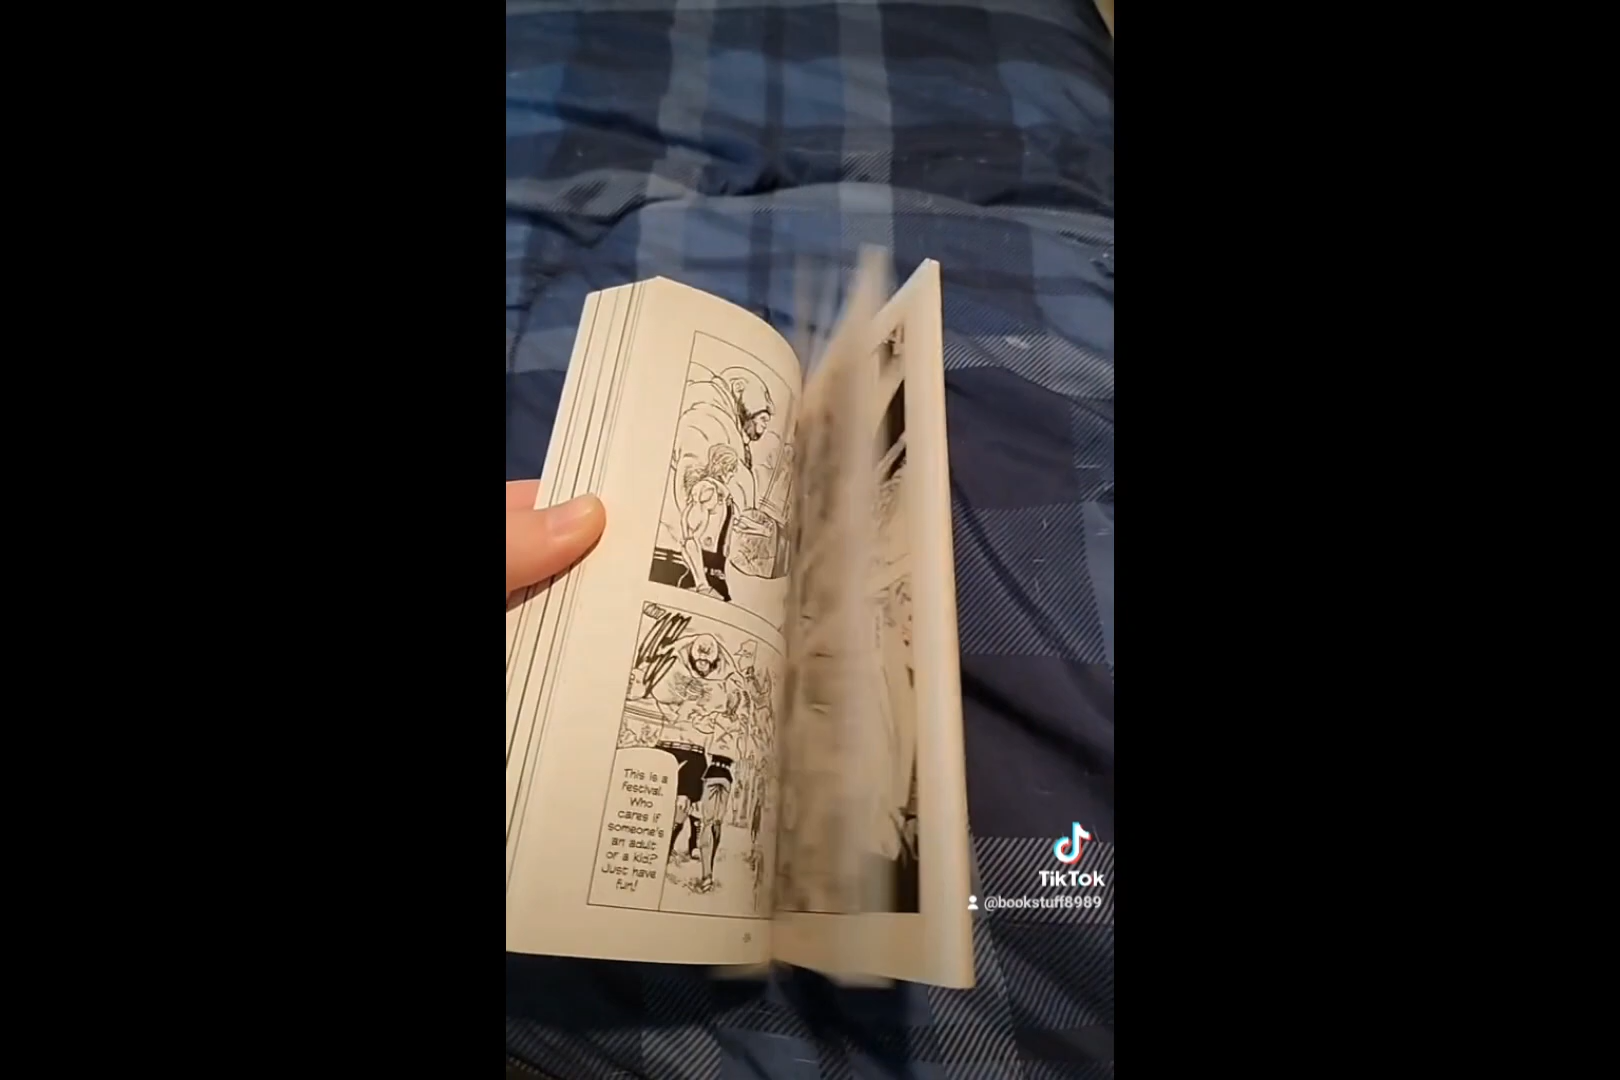 This is a
festival.
Who
cares if
someone's
an adult
or a kid?
Just have
fun!
TikTok
@bookstuff8989